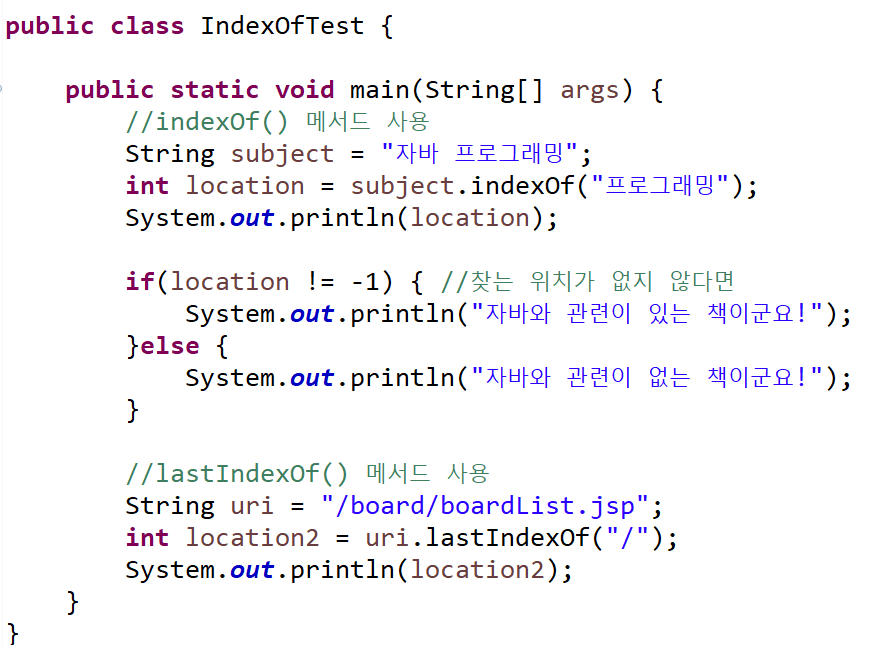 public class IndexOfTest {
public static void main(String[] args) {
//indexOf() 메서드 사용
String subject = "자바 프로그래밍";
int location = subject.indexOf("프로그래밍");
System.out.println(location);
if(location != -1) { //찾는 위치가 없지 않다면
System.out.println("자바와 관련이 있는 책이군요!");
}else {
System.out.println("자바와 관련이 없는 책이군요!");
}
//lastIndexOf() 메서드 사용
String uri = "/board/boardList.jsp";
int location2 = uri.lastIndexOf("/");
System.out.println(location2);
}
}